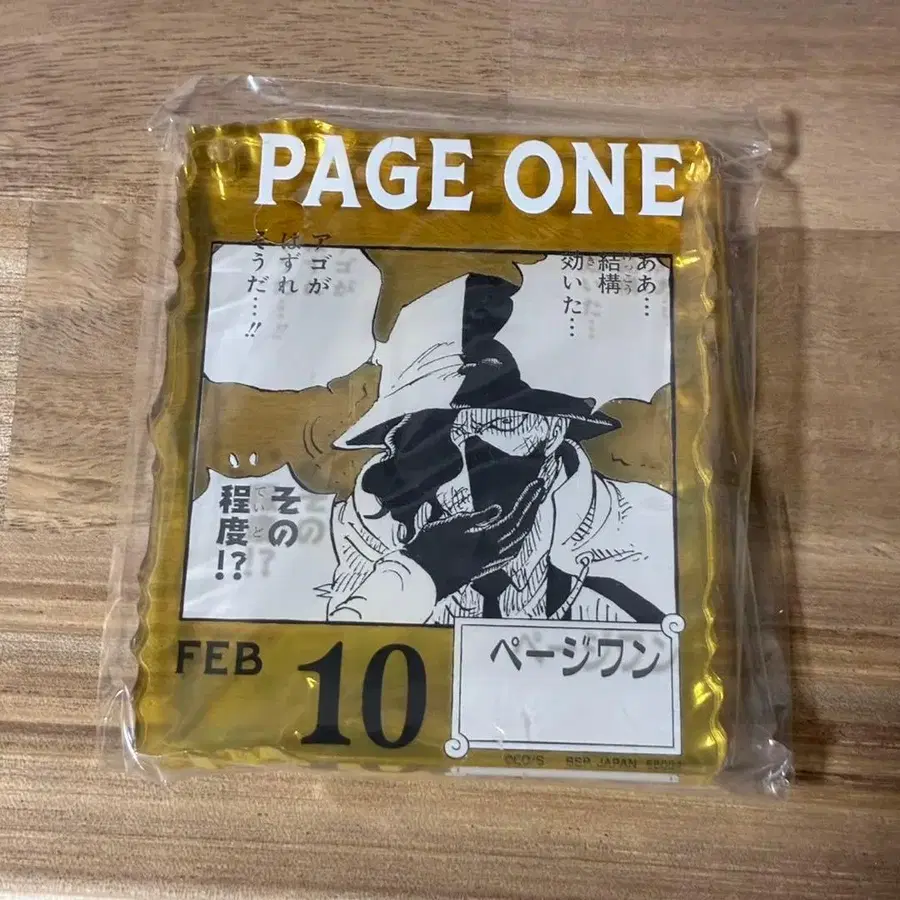 PAGE ONE
ああ…
結構
効いた…
アゴが
はずれ
そうだ…!!
その
程度!?
FEB 10
ページワン